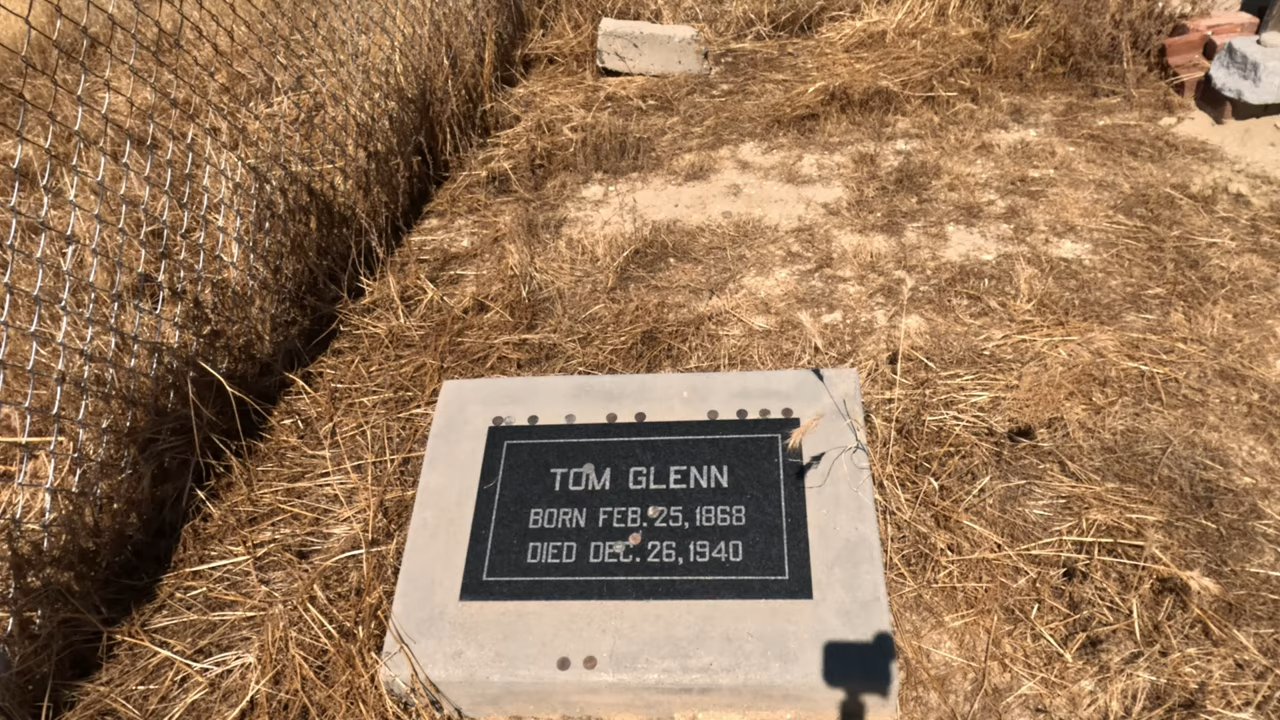 TOM GLENN
BORN FEB. 25, 1868
DIED DEC. 26, 1940